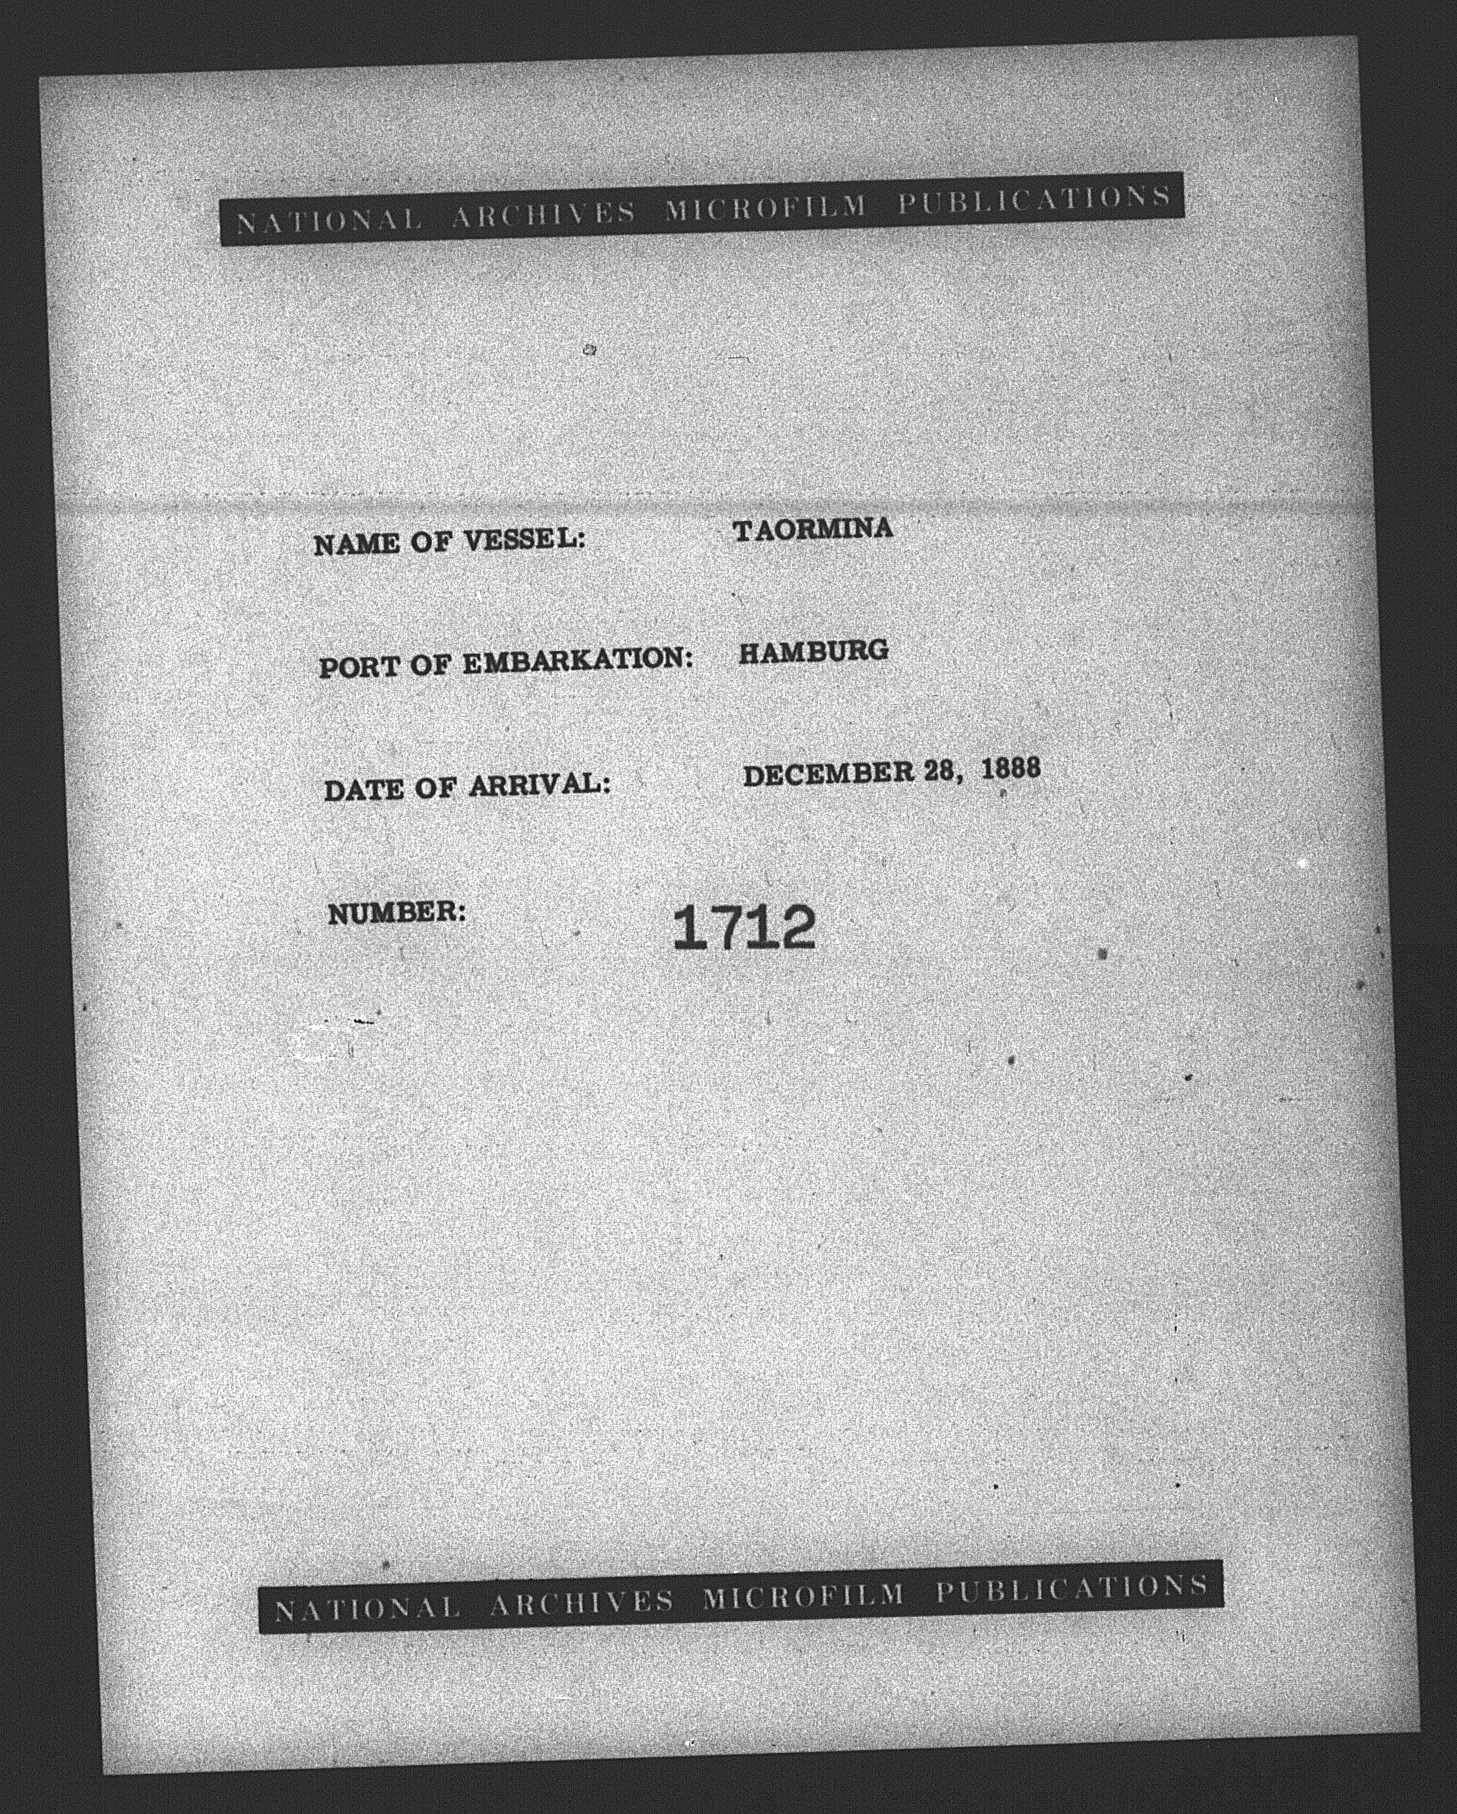 NATIONAL ARCHIVES MICROFILM PUBLICATIONS
NAME OF VESSEL: TAORMINA
PORT OF EMBARKATION: HAMBURG
DATE OF ARRIVAL: DECEMBER 28, 1888
NUMBER: 1712
NATIONAL ARCHIVES MICROFILM PUBLICATIONS